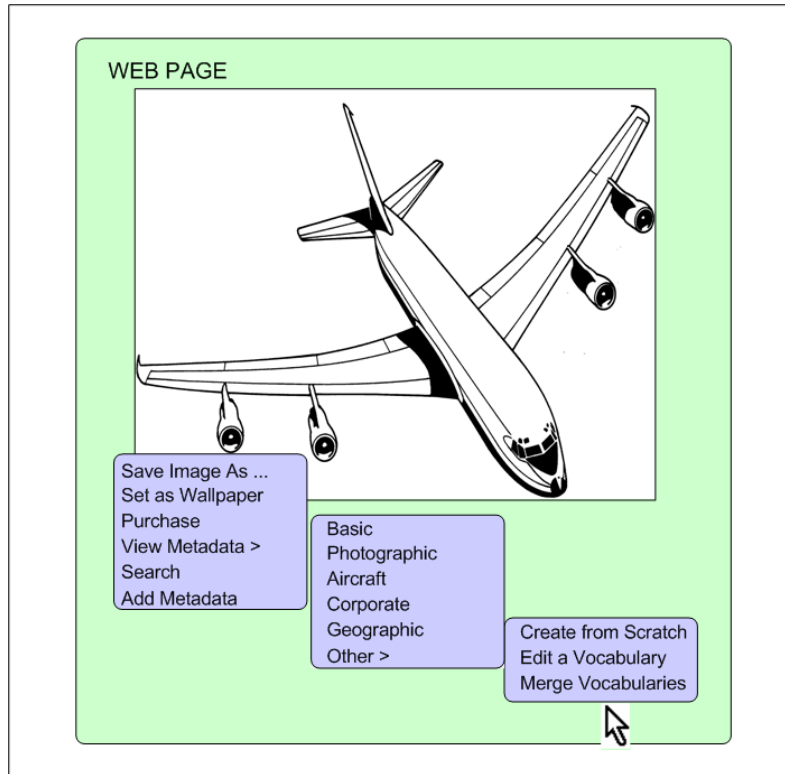 WEB PAGE
Save Image As ...
Set as Wallpaper
Purchase
View Metadata >
Search
Add Metadata
Basic
Photographic
Aircraft
Corporate
Geographic
Other >
Create from Scratch
Edit a Vocabulary
Merge Vocabularies